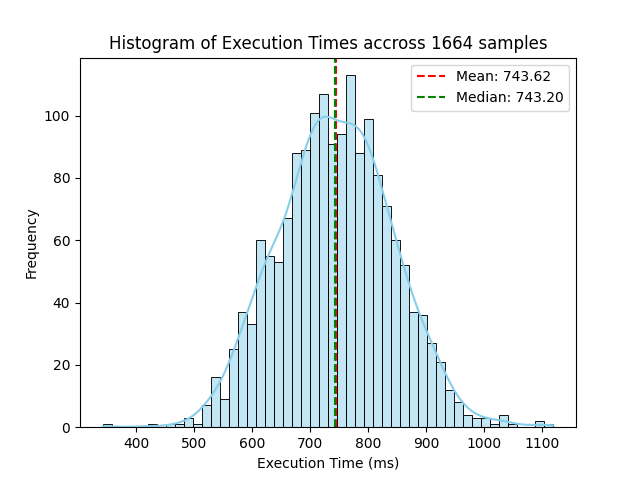 Histogram of Execution Times accross 1664 samples
Mean: 743.62
Median: 743.20
Frequency
100
80
60
40
20
0
400 500 600 700 800 900 1000 1100
Execution Time (ms)